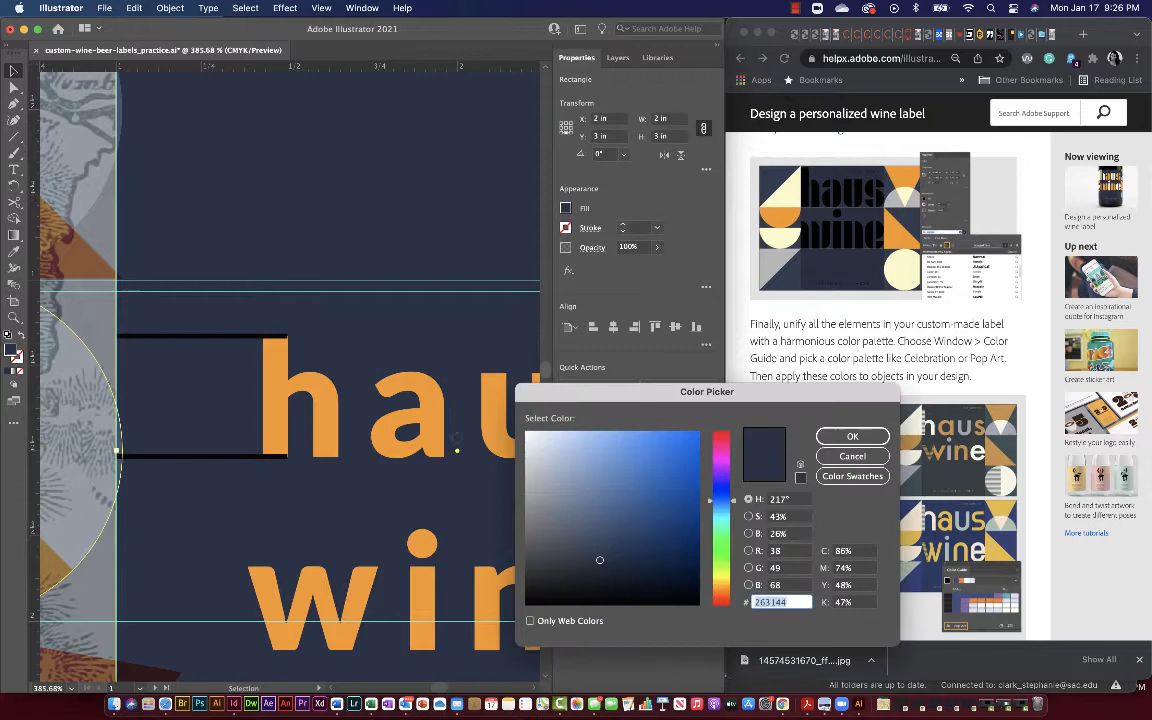 Illustrator File Edit Object Type Select Effect View Window Help
Mon Jan 17 9:26 PM
Adobe Illustrator 2021
Search Adobe Help
custom-wine-beer-labels_practice.ai* @ 385.68 % (CMYK/Preview)
Properties Layers Libraries
Rectangle
Transform
X: 2 in W: 2 in
Y: 3 in H: 3 in
0°
Appearance
Fill
Stroke
Opacity 100%
fx.
Align
Quick Actions
haus
win
Color Picker
Select Color:
OK
Cancel
Color Swatches
H: 217°
S: 43%
B: 26%
R: 38 C: 86%
G: 49 M: 74%
B: 68 Y: 48%
# 263144 K: 47%
Only Web Colors
385.68% 1 Selection
helpx.adobe.com/illustra...
Apps Bookmarks » Other Bookmarks Reading List
Design a personalized wine label
Search Adobe Support
haus
wine
Finally, unify all the elements in your custom-made label
with a harmonious color palette. Choose Window > Color
Guide and pick a color palette like Celebration or Pop Art.
Then apply these colors to objects in your design.
haus
wine
haus
wine
Now viewing
Design a personalized
wine label
Up next
Create an inspirational
quote for Instagram
Create sticker art
Restyle your logo
Bend and twist artwork
to create different poses
More tutorials
14574531670_ff....jpg
Show All
All folders are up to date. Connected to: clark_stephanie@sac.edu